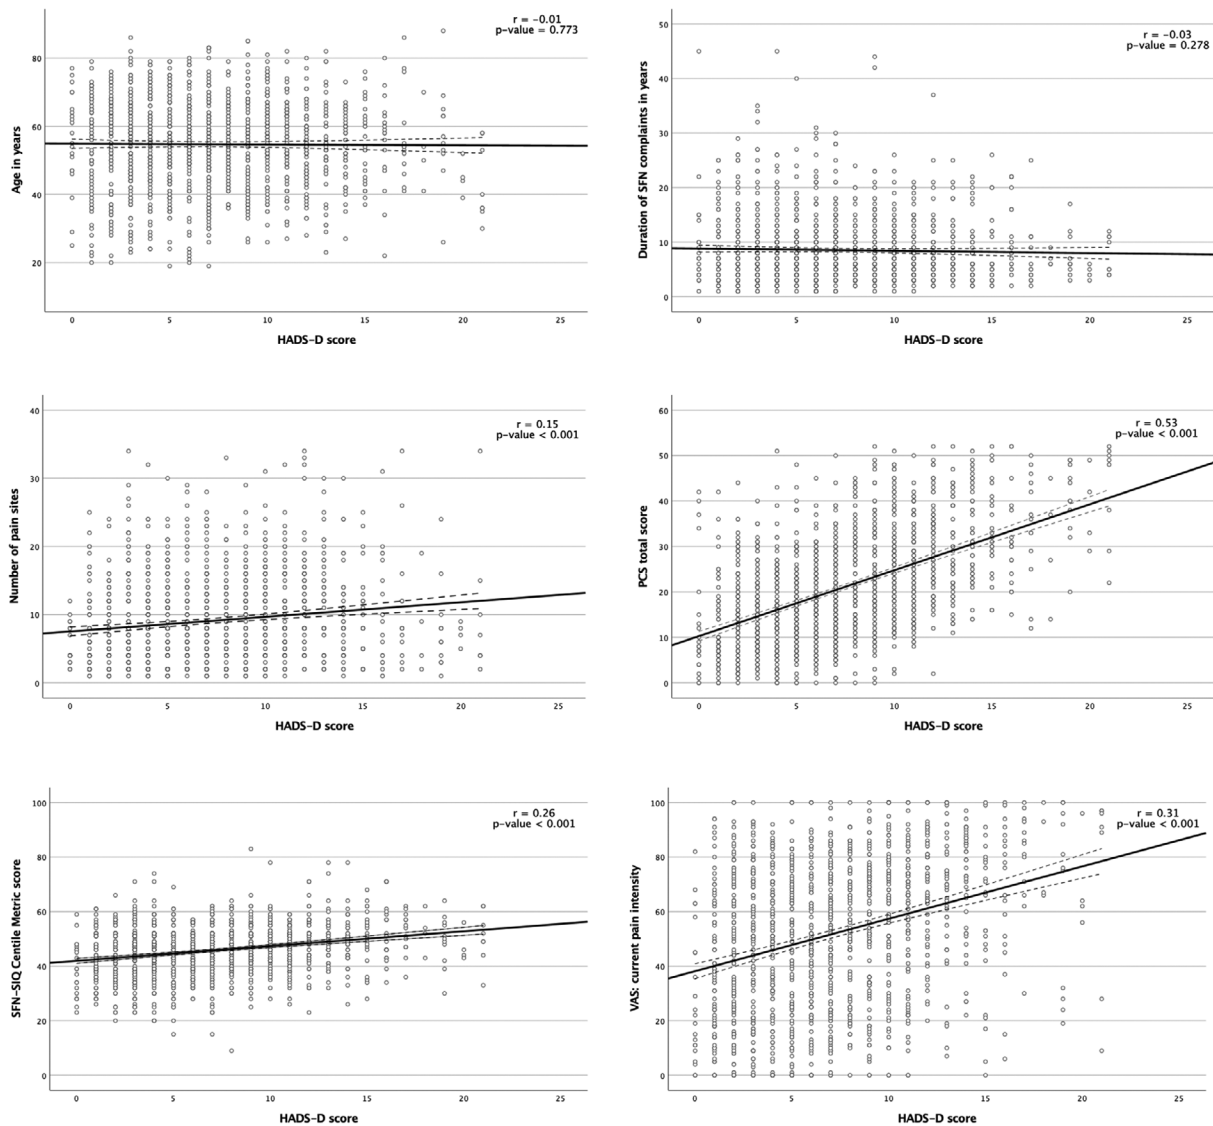 r = -0.01
p-value = 0.773
80
60
40
20
0
5
10
15
20
25
Age in years
HADS-D score
r = -0.03
p-value = 0.278
50
40
30
20
10
0
0
5
10
15
20
25
Duration of SFN complaints in years
HADS-D score
r = 0.15
p-value < 0.001
40
30
20
10
0
0
5
10
15
20
25
Number of pain sites
HADS-D score
r = 0.53
p-value < 0.001
60
50
40
30
20
10
0
0
5
10
15
20
25
PCS total score
HADS-D score
r = 0.26
p-value < 0.001
100
80
60
40
20
0
0
5
10
15
20
25
SFN-SIQ Centile Metric score
HADS-D score
r = 0.31
p-value < 0.001
100
80
60
40
20
0
0
5
10
15
20
25
VAS: current pain intensity
HADS-D score